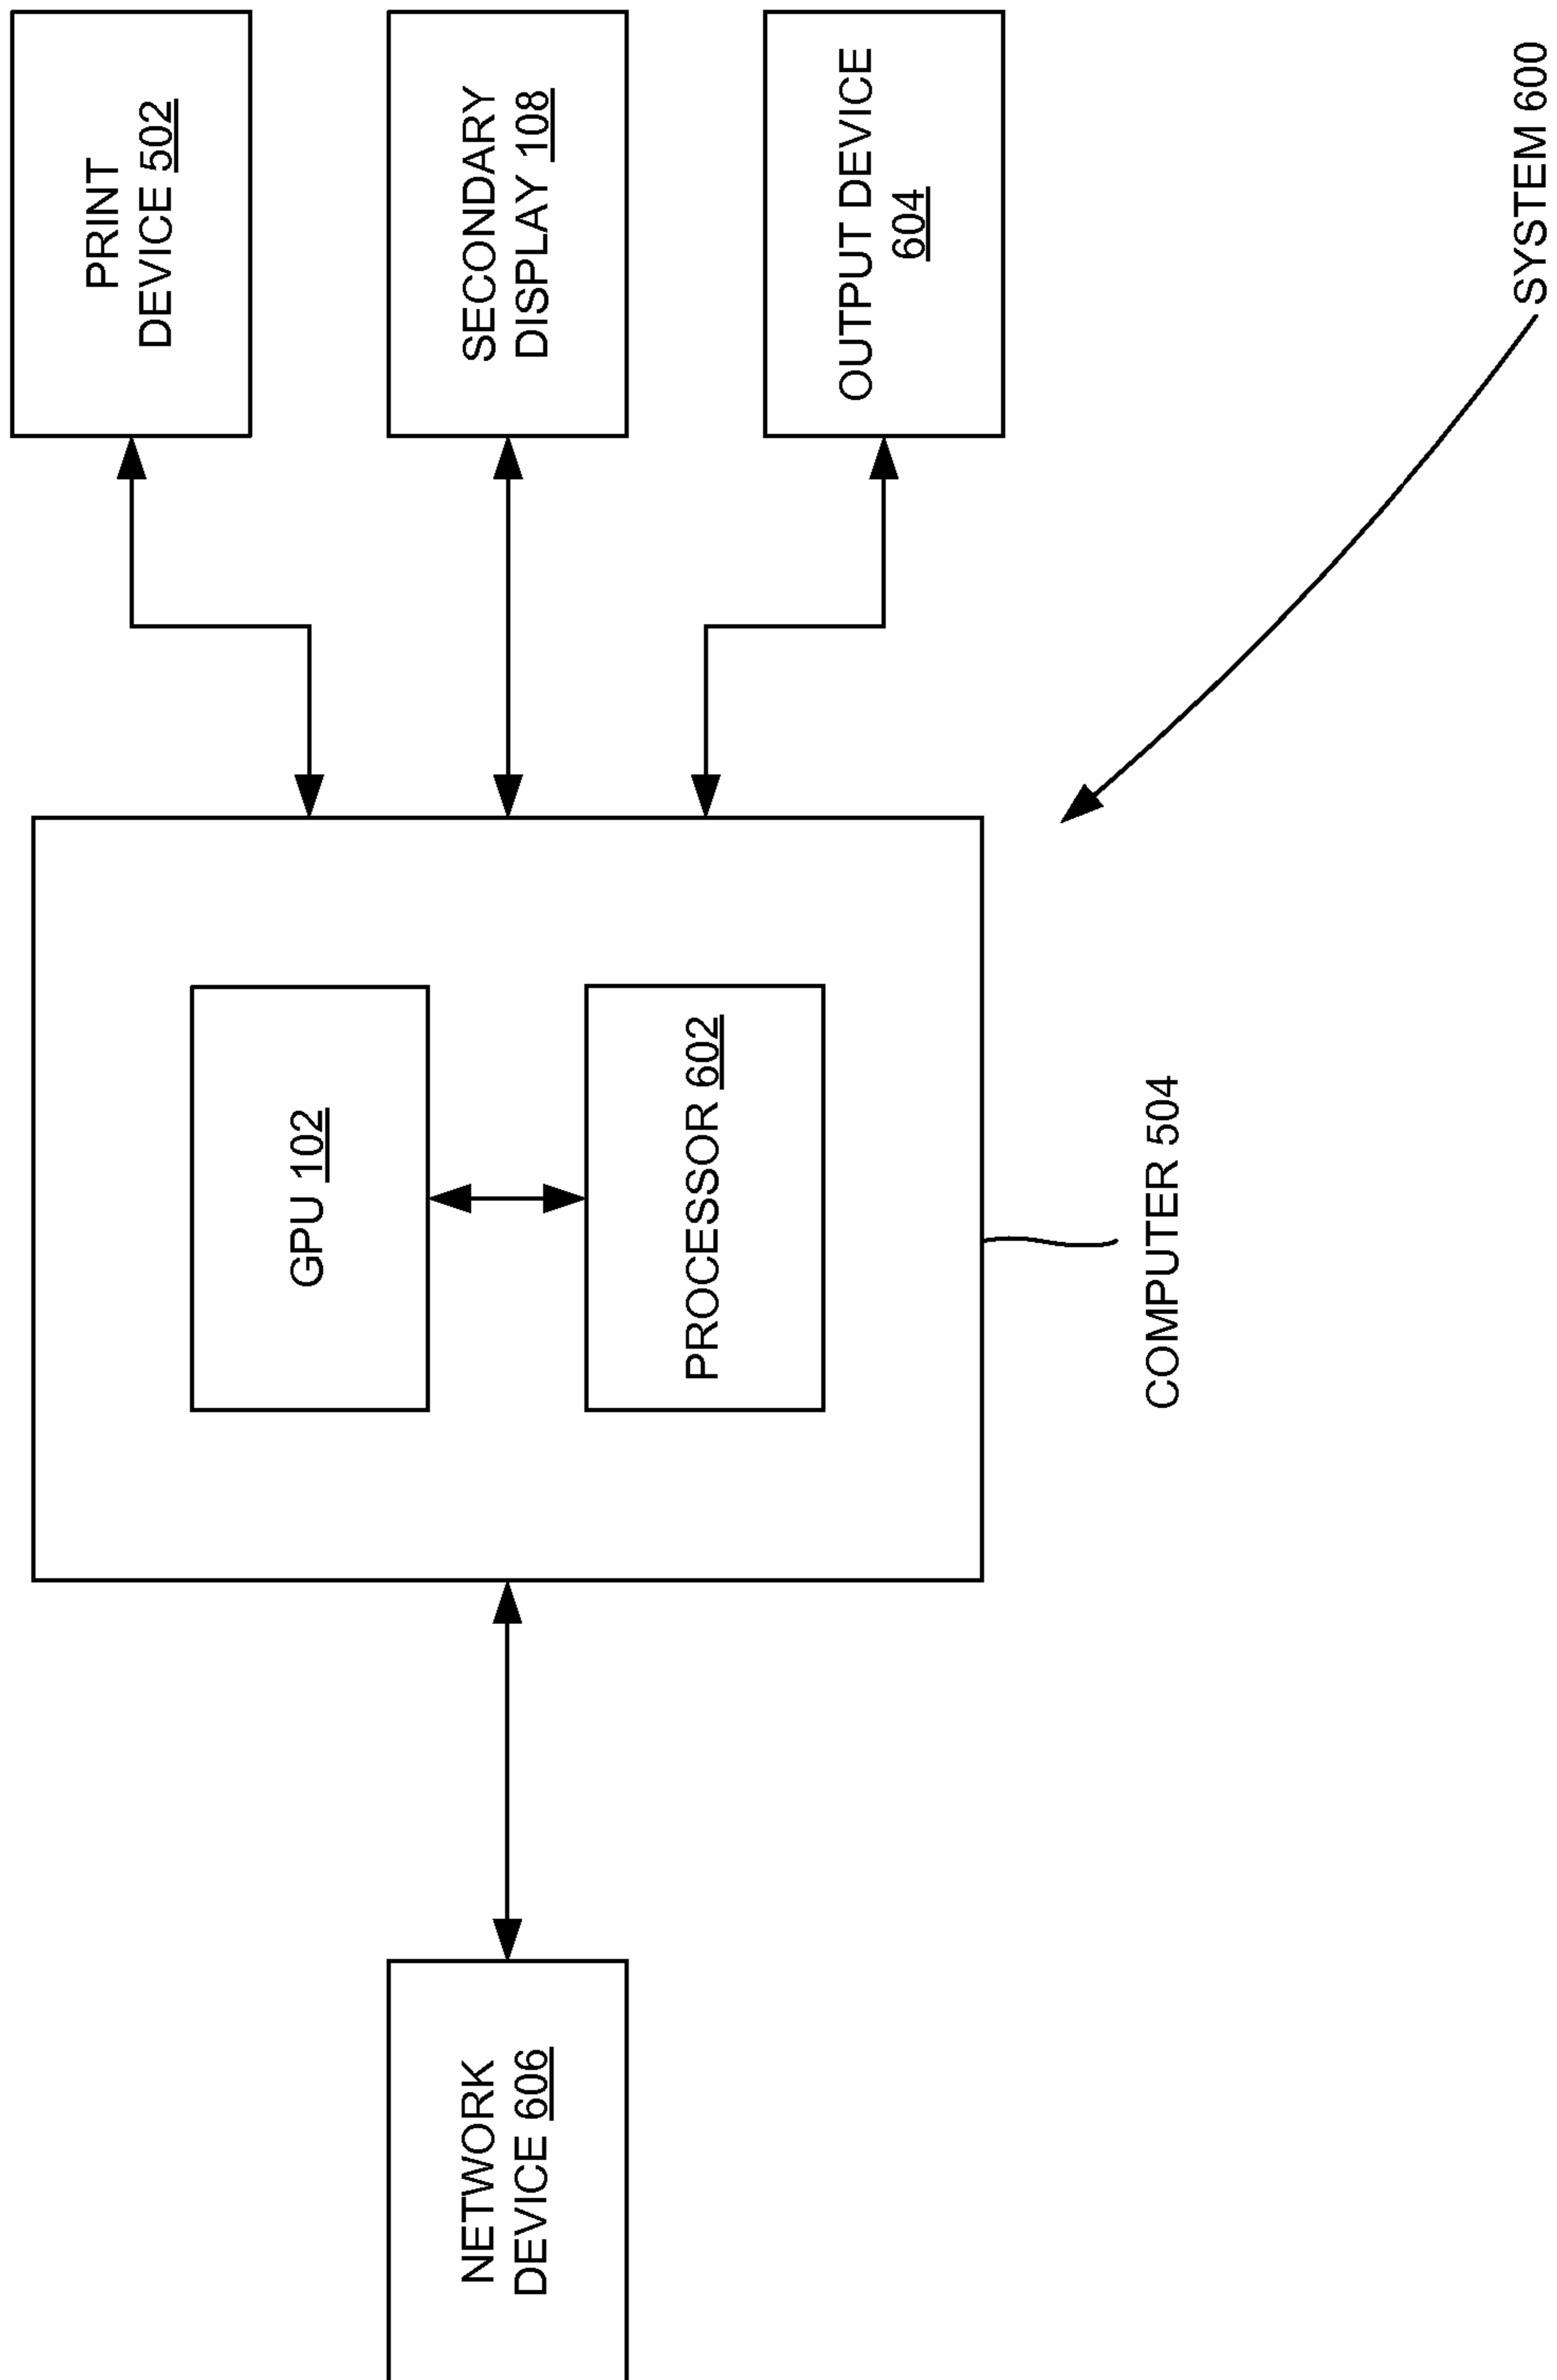 NETWORK
DEVICE 606
GPU 102
PROCESSOR 602
COMPUTER 504
PRINT
DEVICE 502
SECONDARY
DISPLAY 108
OUTPUT DEVICE
604
SYSTEM 600